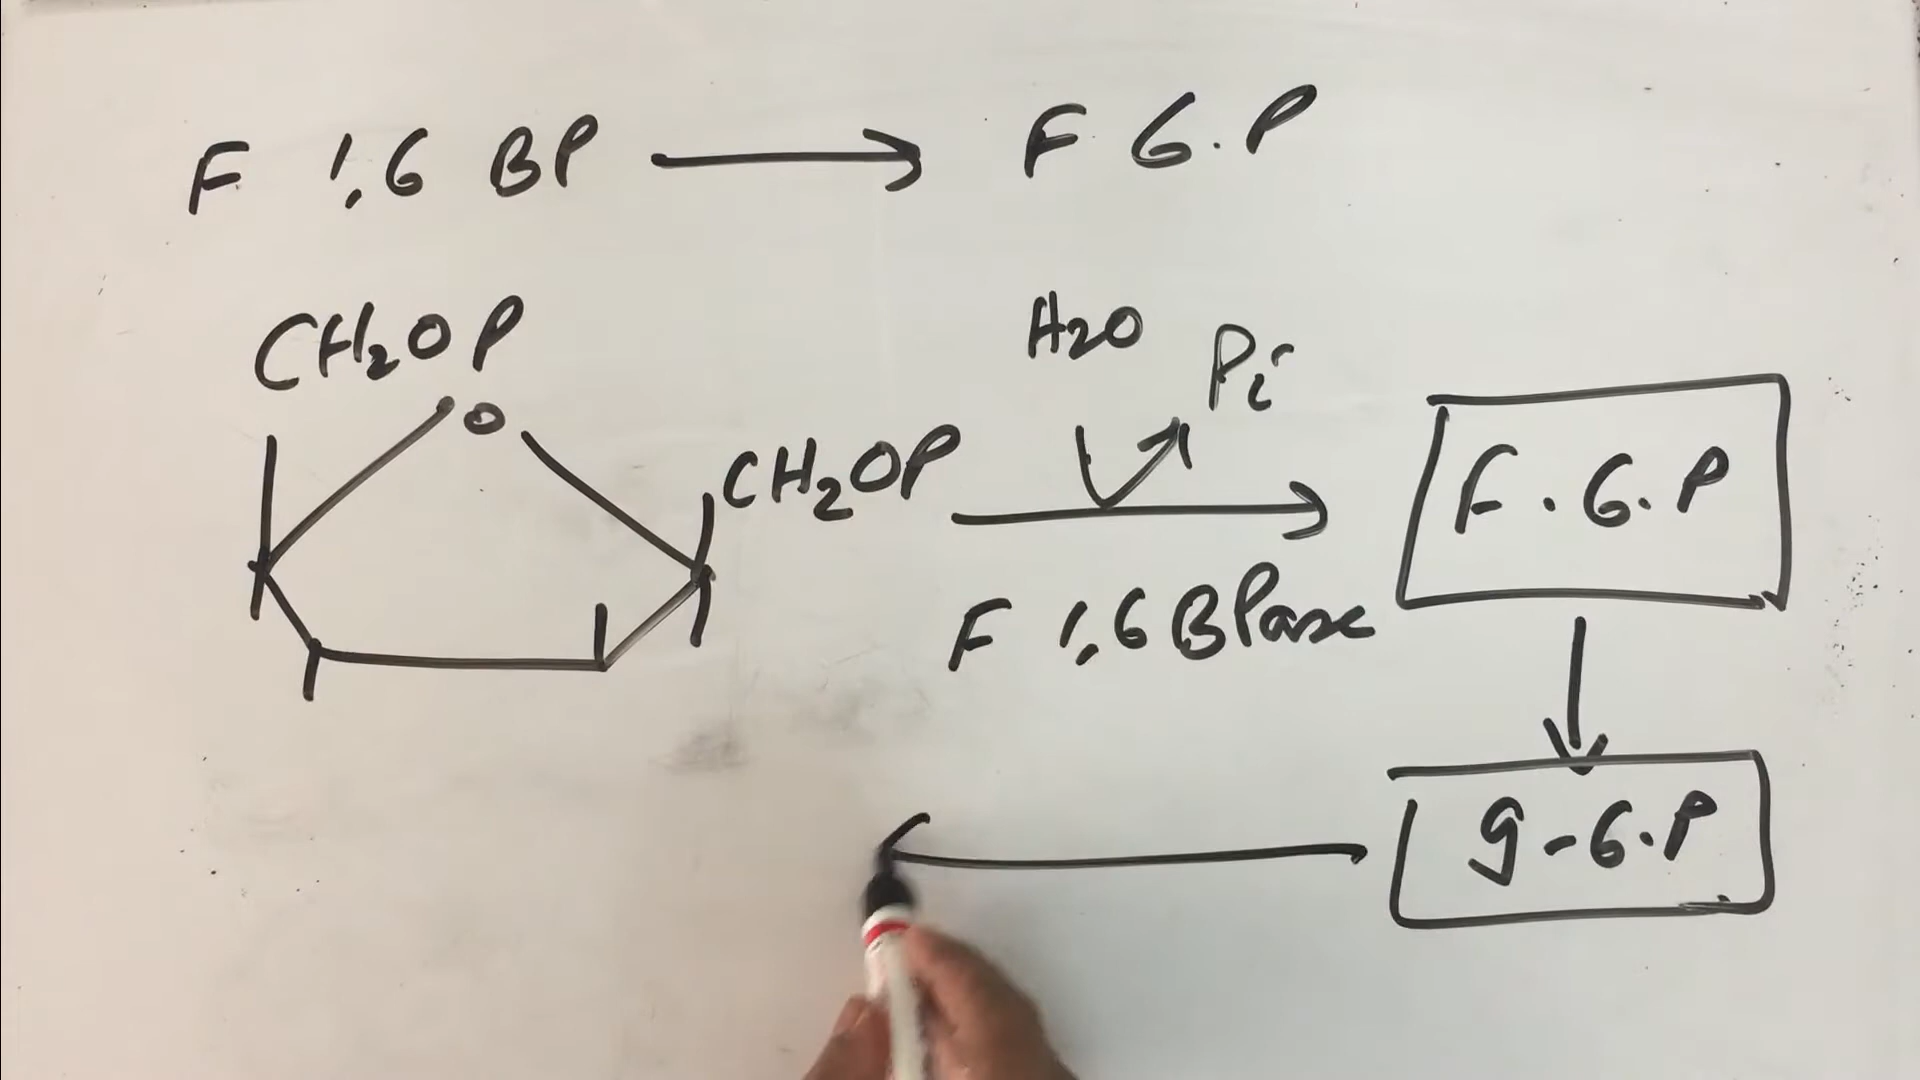 F 1,6 BP → F. 6.P
CH₂OP
O
CH₂OP
H₂O
Pi
F 1,6 BPase
F. 6. P
g-6.P